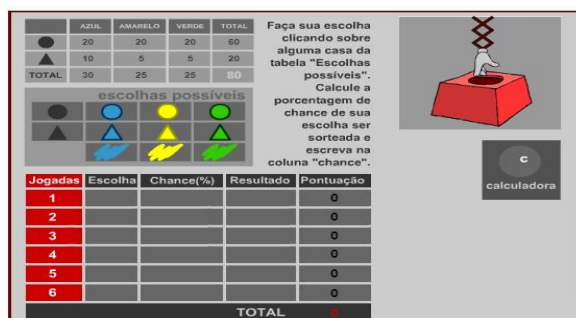 AZUL AMARELO VERDE TOTAL
20 20 20 60
10 5 5 20
TOTAL 30 25 25 80
escolhas possíveis
Faça sua escolha
clicando sobre
alguma casa da
tabela "Escolhas
possíveis".
Calcule a
porcentagem de
chance de sua
escolha ser
sorteada e
escreva na
coluna "chance".
C
calculadora
Jogadas Escolha Chance(%) Resultado Pontuação
1 0
2 0
3 0
4 0
5 0
6 0
TOTAL 0